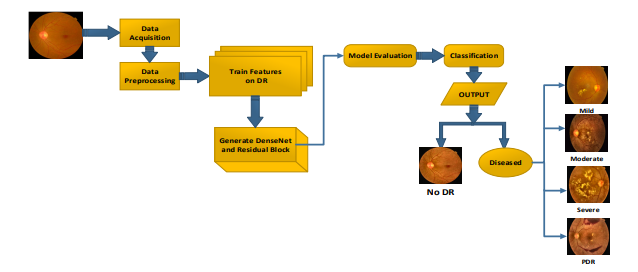 Data
Acquisition
Data
Preprocessing
Train Features
on DR
Generate DenseNet
and Residual Block
Model Evaluation
Classification
OUTPUT
No DR
Diseased
Mild
Moderate
Severe
PDR